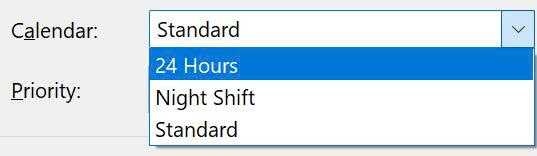 Calendar: Standard
24 Hours
Priority: Night Shift
Standard